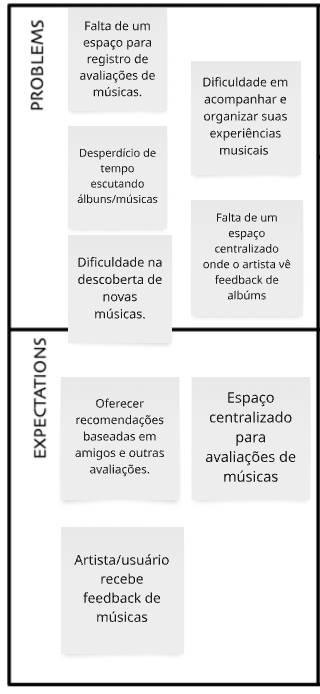 PROBLEMS
Falta de um
espaço para
registro de
avaliações de
músicas.
Dificuldade em
acompanhar e
organizar suas
experiências
musicais
Desperdício de
tempo
escutando
álbuns/músicas
Falta de um
espaço
centralizado
onde o artista vê
feedback de
albúms
Dificuldade na
descoberta de
novas
músicas.
EXPECTATIONS
Oferecer
recomendações
baseadas em
amigos e outras
avaliações.
Espaço
centralizado
para
avaliações de
músicas
Artista/usuário
recebe
feedback de
músicas